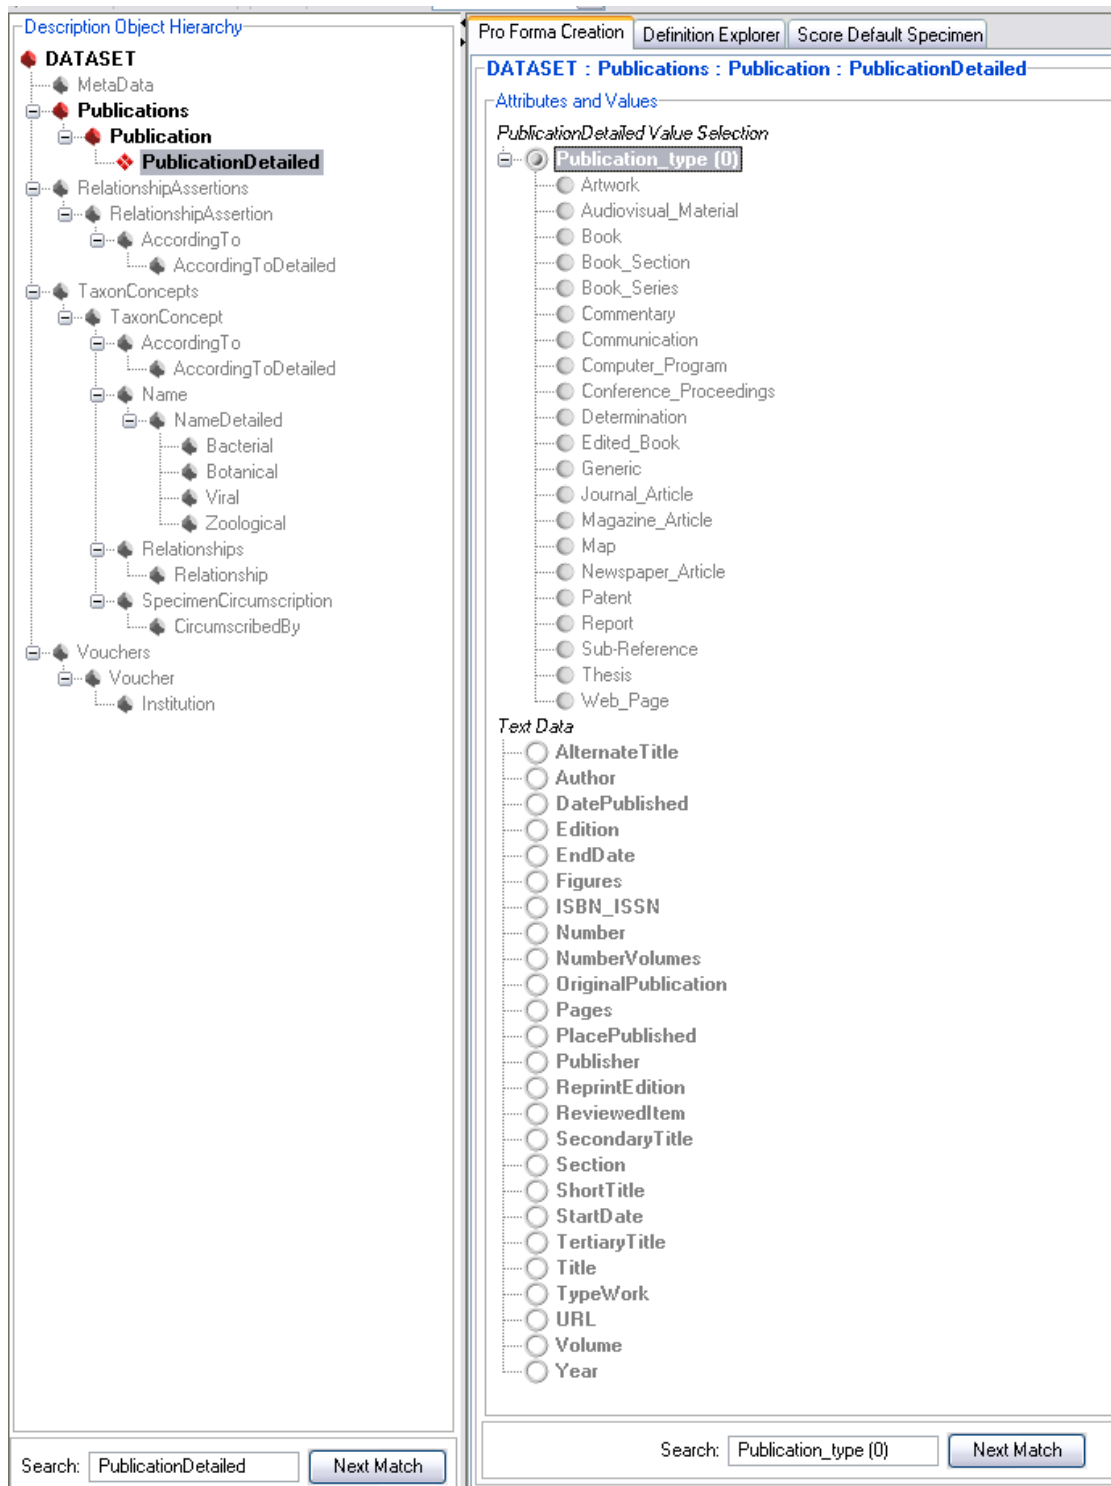 Description Object Hierarchy
DATASET
MetaData
Publications
Publication
PublicationDetailed
RelationshipAssertions
RelationshipAssertion
AccordingTo
AccordingToDetailed
TaxonConcepts
TaxonConcept
AccordingTo
AccordingToDetailed
Name
NameDetailed
Bacterial
Botanical
Viral
Zoological
Relationships
Relationship
SpecimenCircumscription
CircumscribedBy
Vouchers
Voucher
Institution
Search: PublicationDetailed Next Match
Pro Forma Creation Definition Explorer Score Default Specimen
DATASET : Publications : Publication : PublicationDetailed
Attributes and Values
PublicationDetailed Value Selection
Publication_type (0)
Artwork
Audiovisual_Material
Book
Book_Section
Book_Series
Commentary
Communication
Computer_Program
Conference_Proceedings
Determination
Edited_Book
Generic
Journal_Article
Magazine_Article
Map
Newspaper_Article
Patent
Report
Sub-Reference
Thesis
Web_Page
Text Data
AlternateTitle
Author
DatePublished
Edition
EndDate
Figures
ISBN_ISSN
Number
NumberVolumes
OriginalPublication
Pages
PlacePublished
Publisher
ReprintEdition
ReviewedItem
SecondaryTitle
Section
ShortTitle
StartDate
TertiaryTitle
Title
TypeWork
URL
Volume
Year
Search: Publication_type (0) Next Match